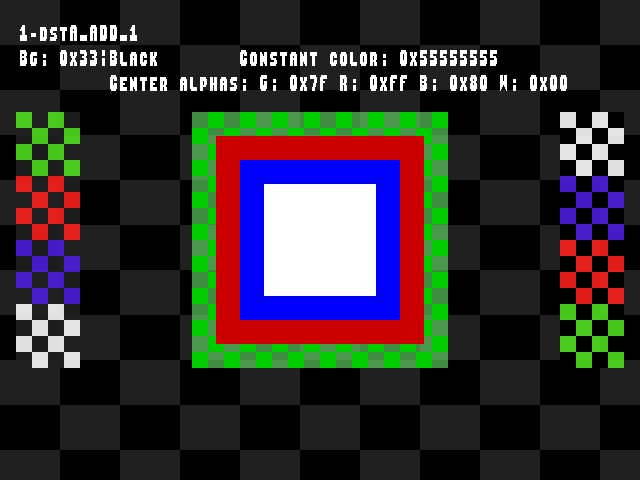 1-dstA_ADD_1
Bg: 0x33¦Black Constant color: 0x55555555
Center alphas: G: 0x7f R: 0xff B: 0x80 W: 0x00